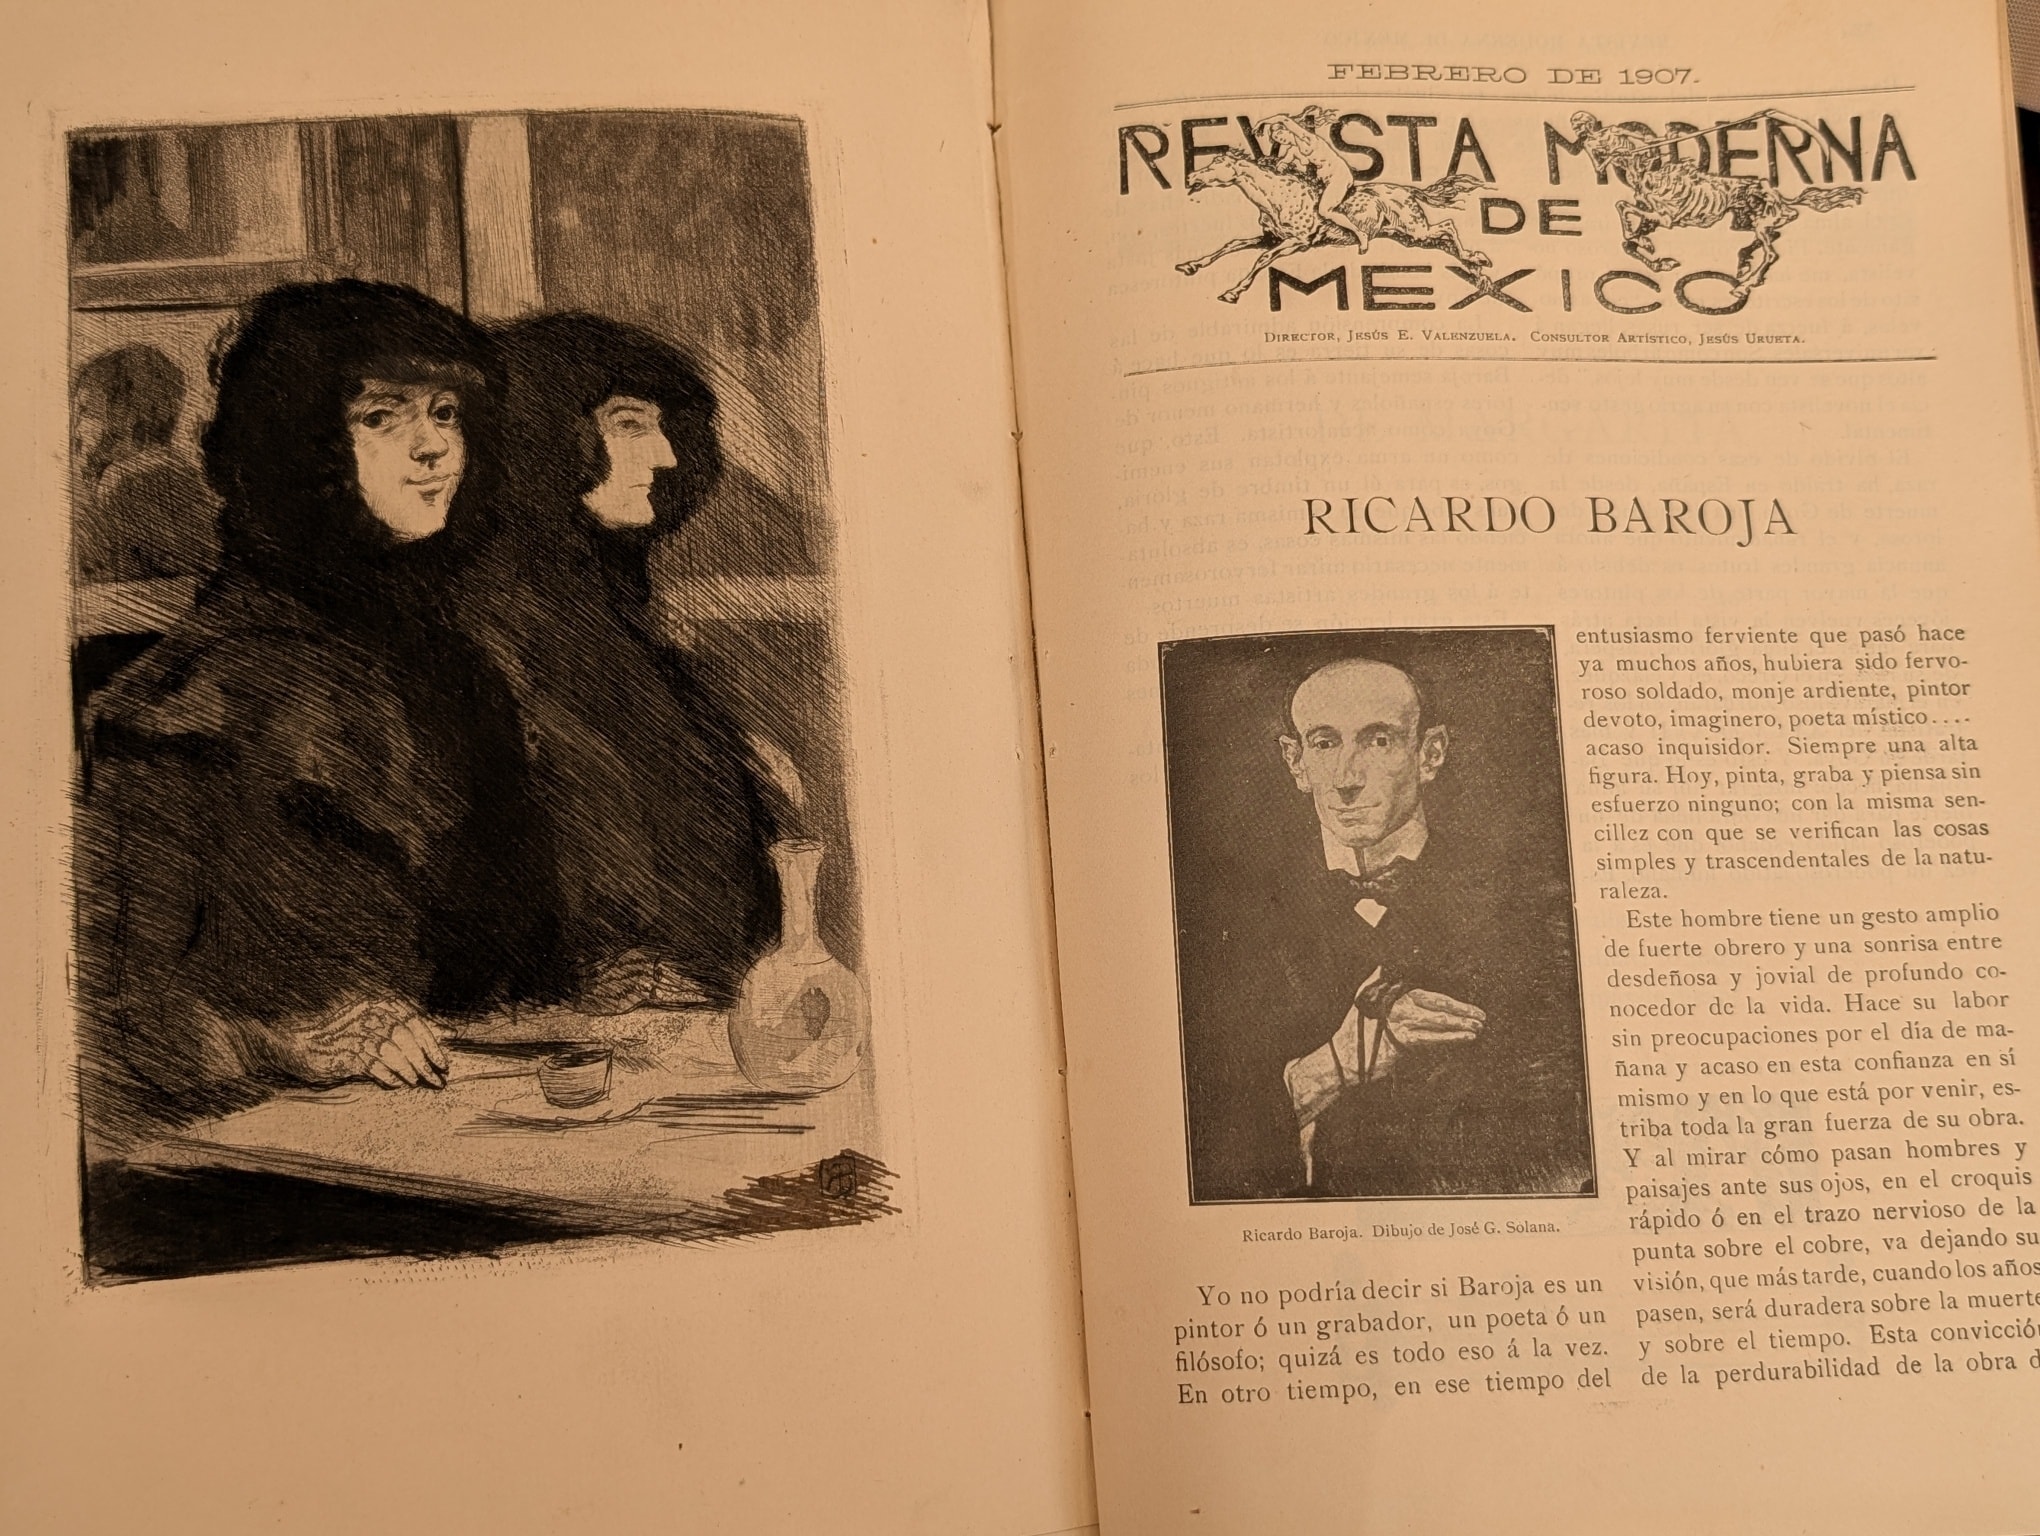 FEBRERO DE 1907.
REVISTA MODERNA
DE
MEXICO
DIRECTOR, JESÚS E. VALENZUELA. CONSULTOR ARTÍSTICO, JESÚS URUETA.
RICARDO BAROJA
Ricardo Baroja. Dibujo de José G. Solana.
Yo no podría decir si Baroja es un
pintor ó un grabador, un poeta ó un
filósofo; quizá es todo eso á la vez.
En otro tiempo, en ese tiempo del
entusiasmo ferviente que pasó hace
ya muchos años, hubiera sido fervo-
roso soldado, monje ardiente, pintor
devoto, imaginero, poeta místico....
acaso inquisidor. Siempre una alta
figura. Hoy, pinta, graba y piensa sin
esfuerzo ninguno; con la misma sen-
cillez con que se verifican las cosas
simples y trascendentales de la natu-
raleza.
Este hombre tiene un gesto amplio
de fuerte obrero y una sonrisa entre
desdeñosa y jovial de profundo co-
nocedor de la vida. Hace su labor
sin preocupaciones por el día de ma-
ñana y acaso en esta confianza en sí
mismo y en lo que está por venir, es-
triba toda la gran fuerza de su obra.
Y al mirar cómo pasan hombres y
paisajes ante sus ojos, en el croquis
rápido ó en el trazo nervioso de la
punta sobre el cobre, va dejando su
visión, que más tarde, cuando los años
pasen, será duradera sobre la muerte
y sobre el tiempo. Esta convicción
de la perdurabilidad de la obra d